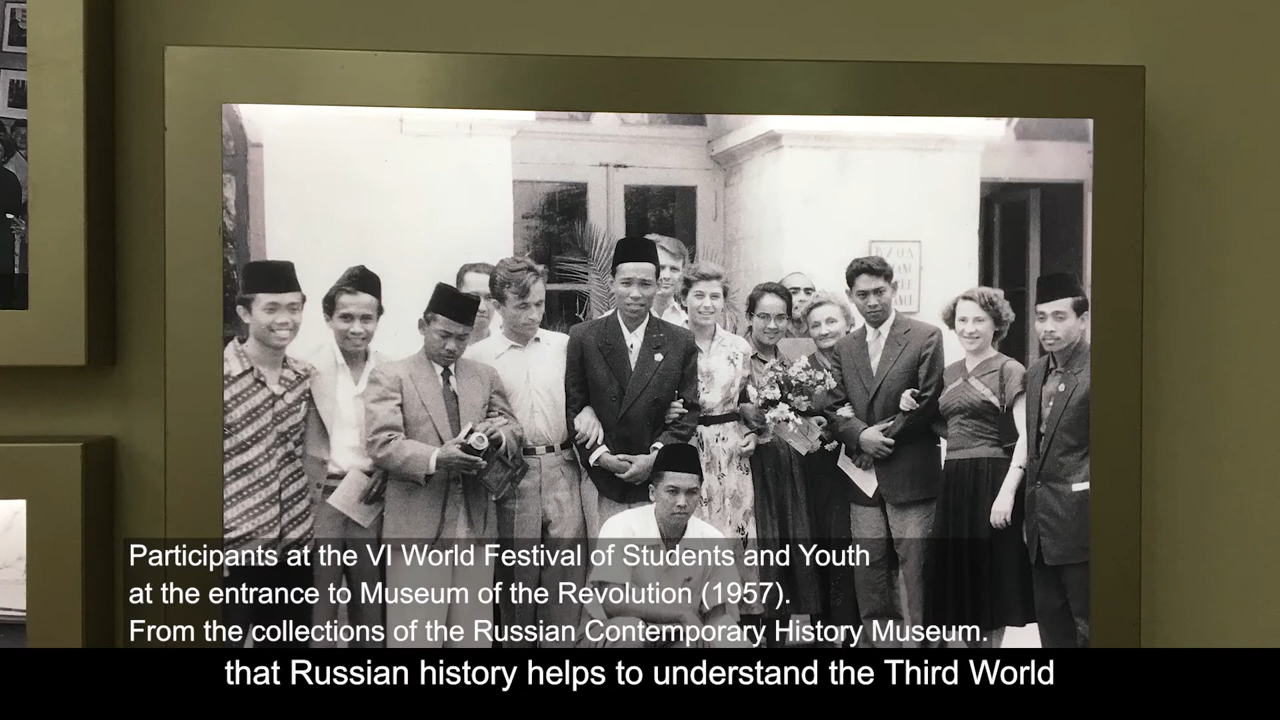 Participants at the VI World Festival of Students and Youth
at the entrance to Museum of the Revolution (1957).
From the collections of the Russian Contemporary History Museum.
that Russian history helps to understand the Third World